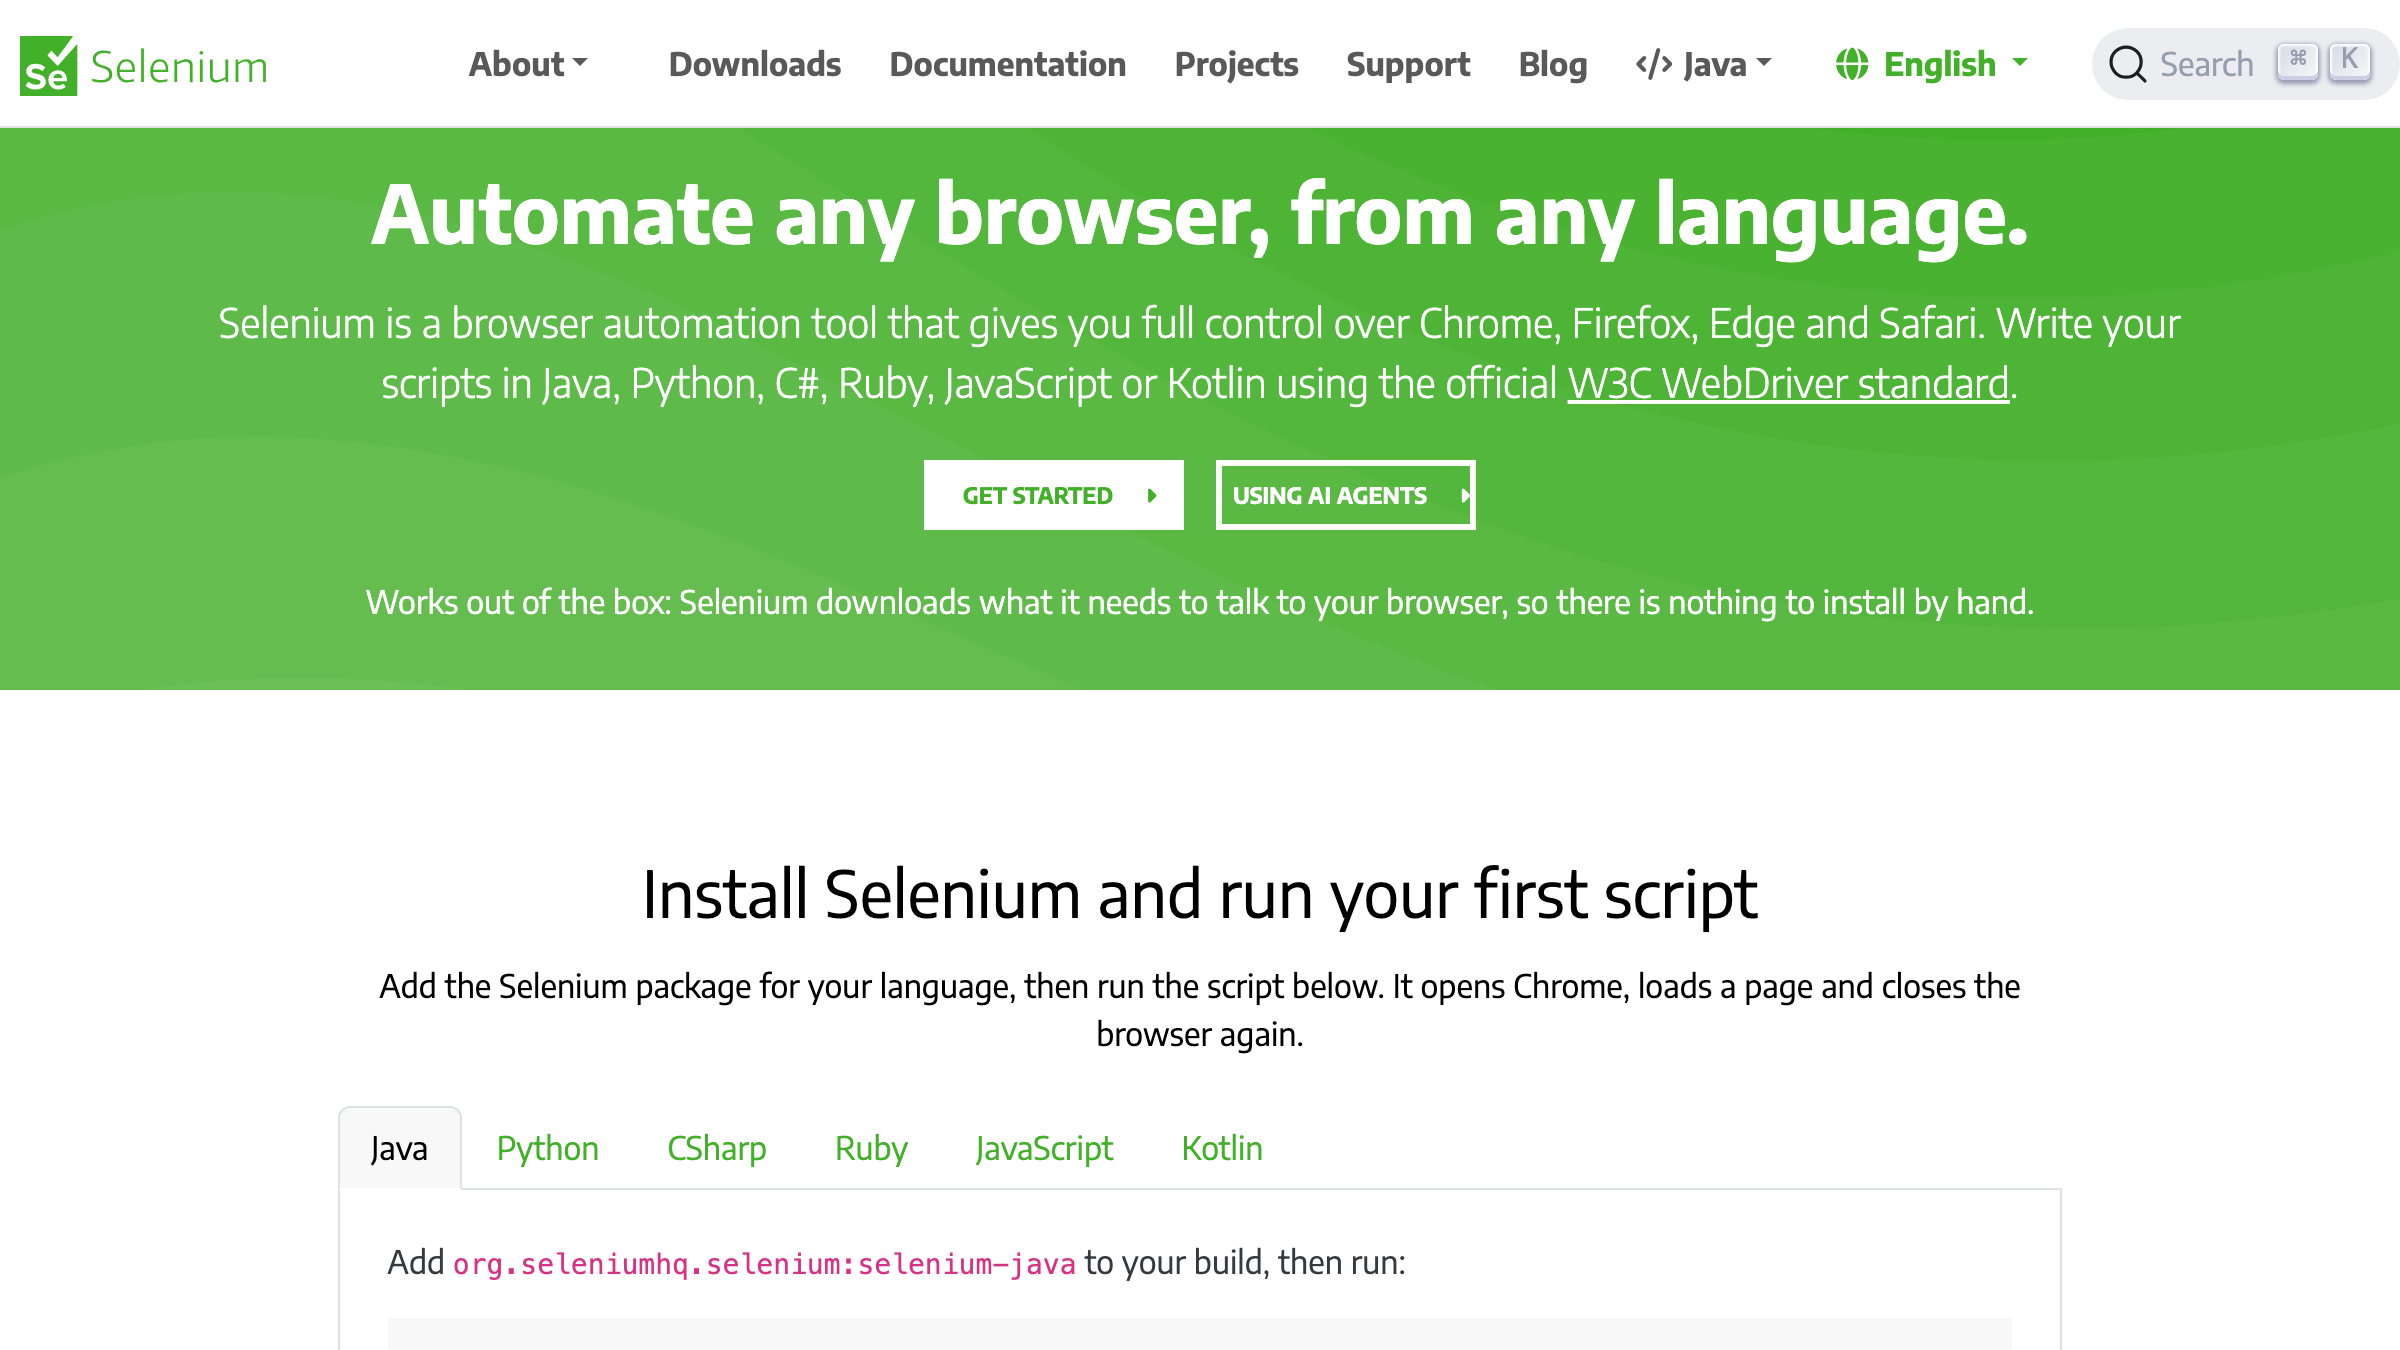 Se Selenium
About Downloads Documentation Projects Support Blog </> Java English Search ⌘ K
Automate any browser, from any language.
Selenium is a browser automation tool that gives you full control over Chrome, Firefox, Edge and Safari. Write your
scripts in Java, Python, C#, Ruby, JavaScript or Kotlin using the official W3C WebDriver standard.
GET STARTED USING AI AGENTS
Works out of the box: Selenium downloads what it needs to talk to your browser, so there is nothing to install by hand.
Install Selenium and run your first script
Add the Selenium package for your language, then run the script below. It opens Chrome, loads a page and closes the
browser again.
Java Python CSharp Ruby JavaScript Kotlin
Add org.seleniumhq.selenium:selenium-java to your build, then run: